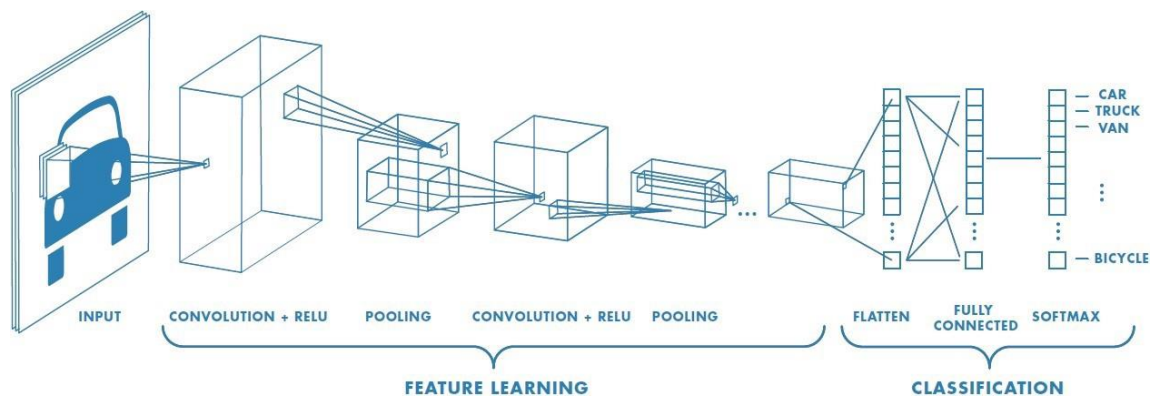 CAR
TRUCK
VAN
BICYCLE
INPUT
CONVOLUTION + RELU
POOLING
CONVOLUTION + RELU
POOLING
FLATTEN
FULLY
CONNECTED
SOFTMAX
FEATURE LEARNING
CLASSIFICATION